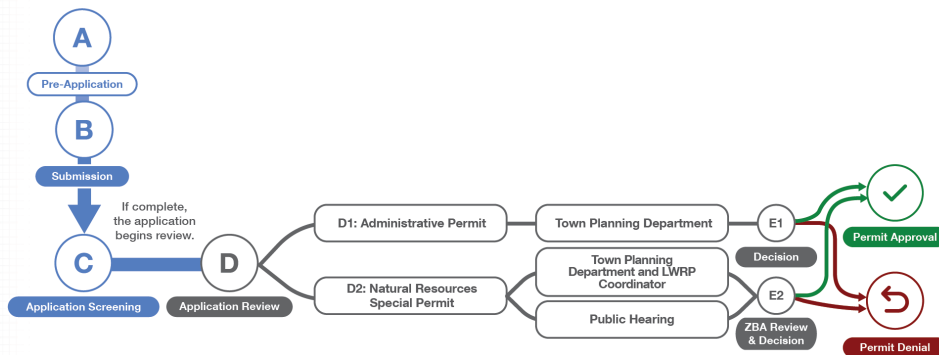 A
Pre-Application
B
Submission
If complete,
the application
begins review.
C
Application Screening
D
Application Review
D1: Administrative Permit
Town Planning Department
E1
Decision
D2: Natural Resources
Special Permit
Town Planning
Department and LWRP
Coordinator
Public Hearing
E2
ZBA Review
& Decision
Permit Approval
Permit Denial